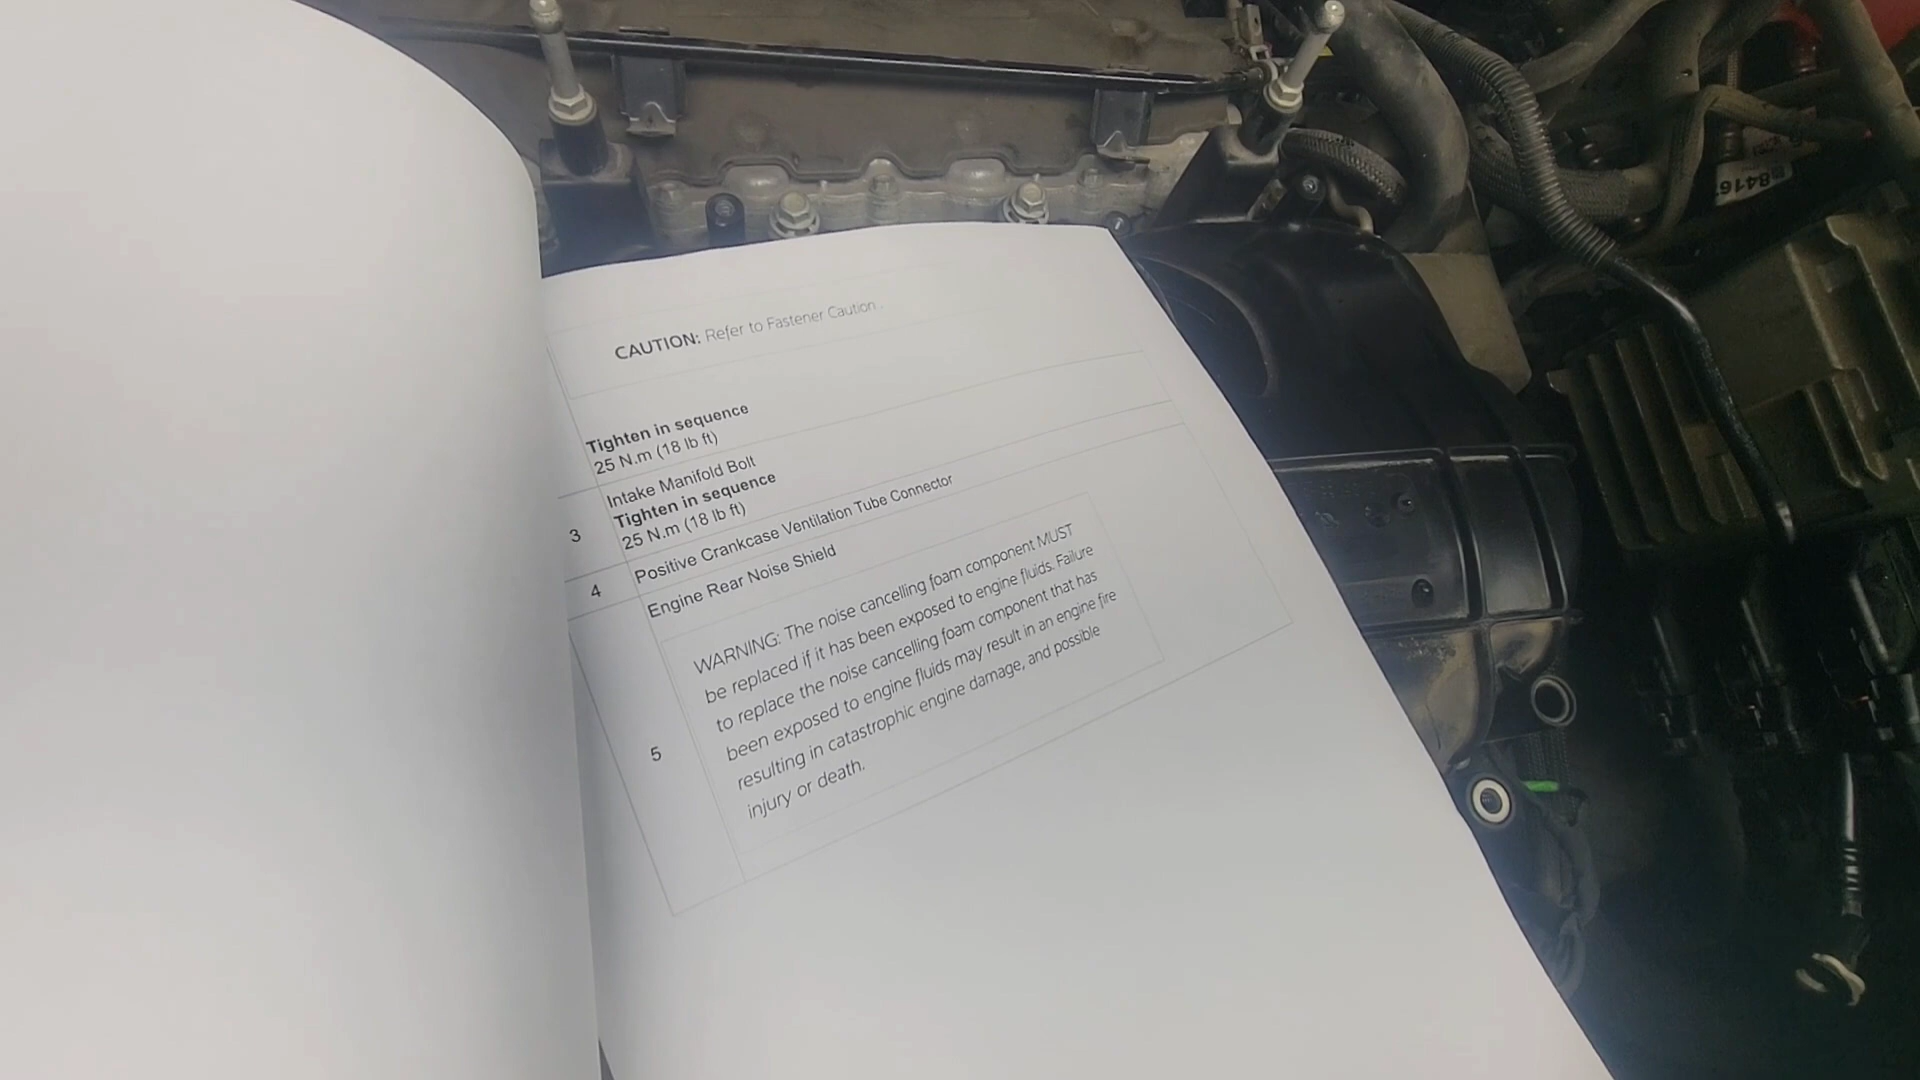 CAUTION: Refer to Fastener Caution .
Tighten in sequence
25 N.m (18 lb ft)
3
Intake Manifold Bolt
Tighten in sequence
25 N.m (18 lb ft)
4
Positive Crankcase Ventilation Tube Connector
5
Engine Rear Noise Shield
WARNING: The noise cancelling foam component MUST
be replaced if it has been exposed to engine fluids. Failure
to replace the noise cancelling foam component that has
been exposed to engine fluids may result in an engine fire
resulting in catastrophic engine damage, and possible
injury or death.